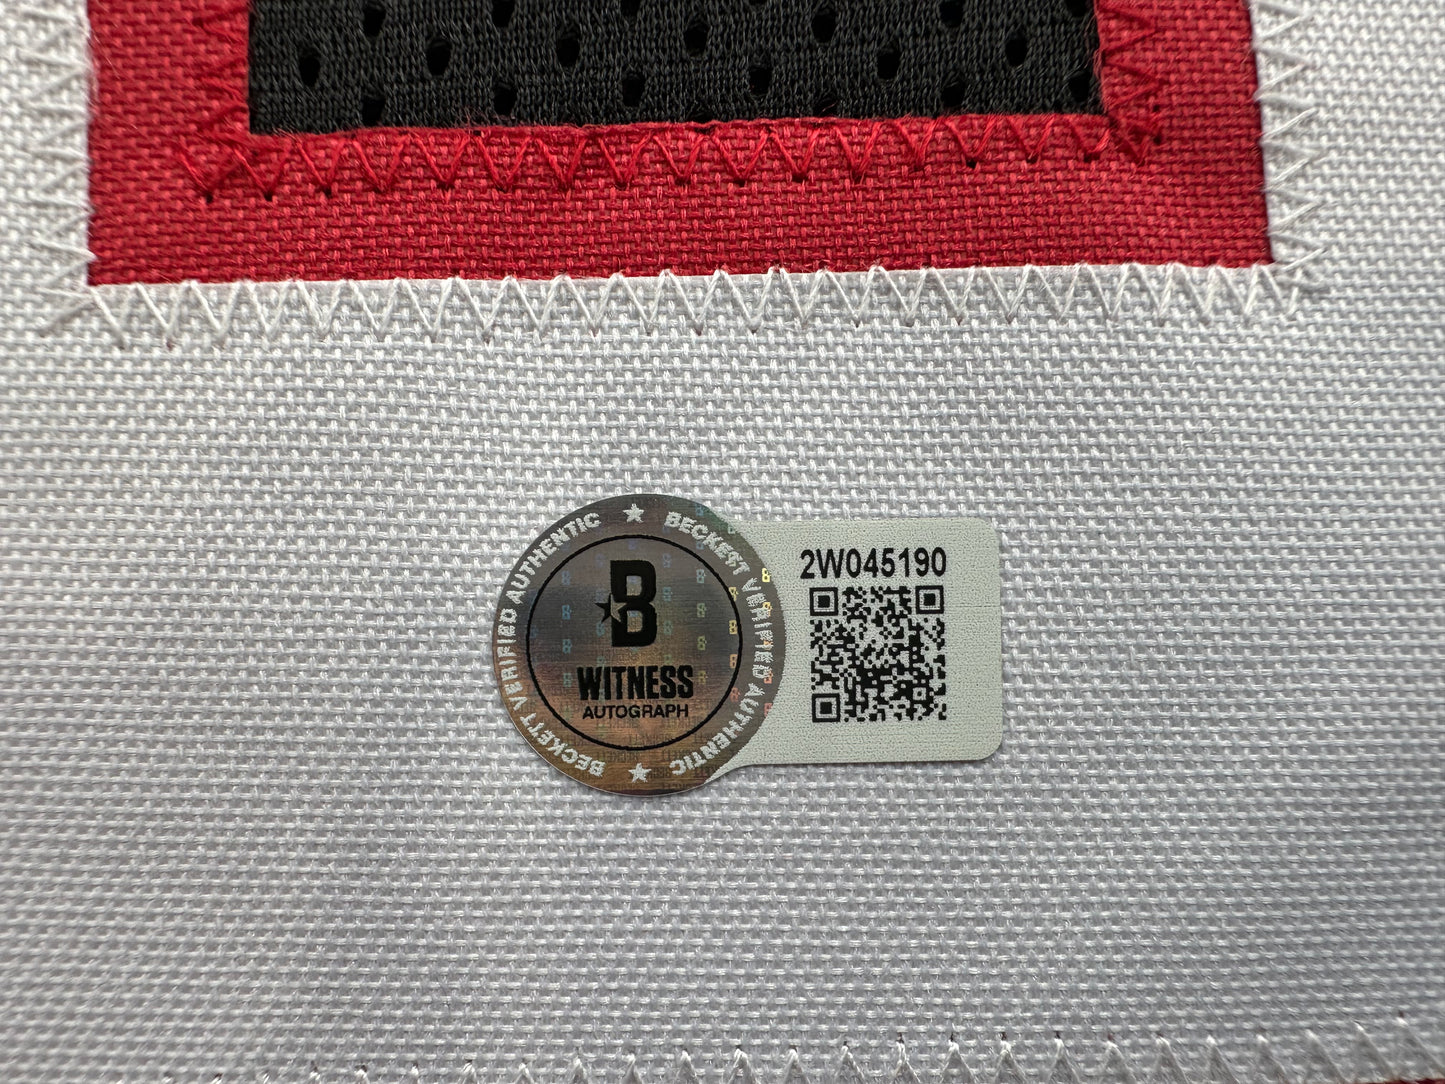 BECKETT VERIFIED AUTHENTIC ★ BECKETT VERIFIED AUTHENTIC ★
B
WITNESS
AUTOGRAPH
2W045190